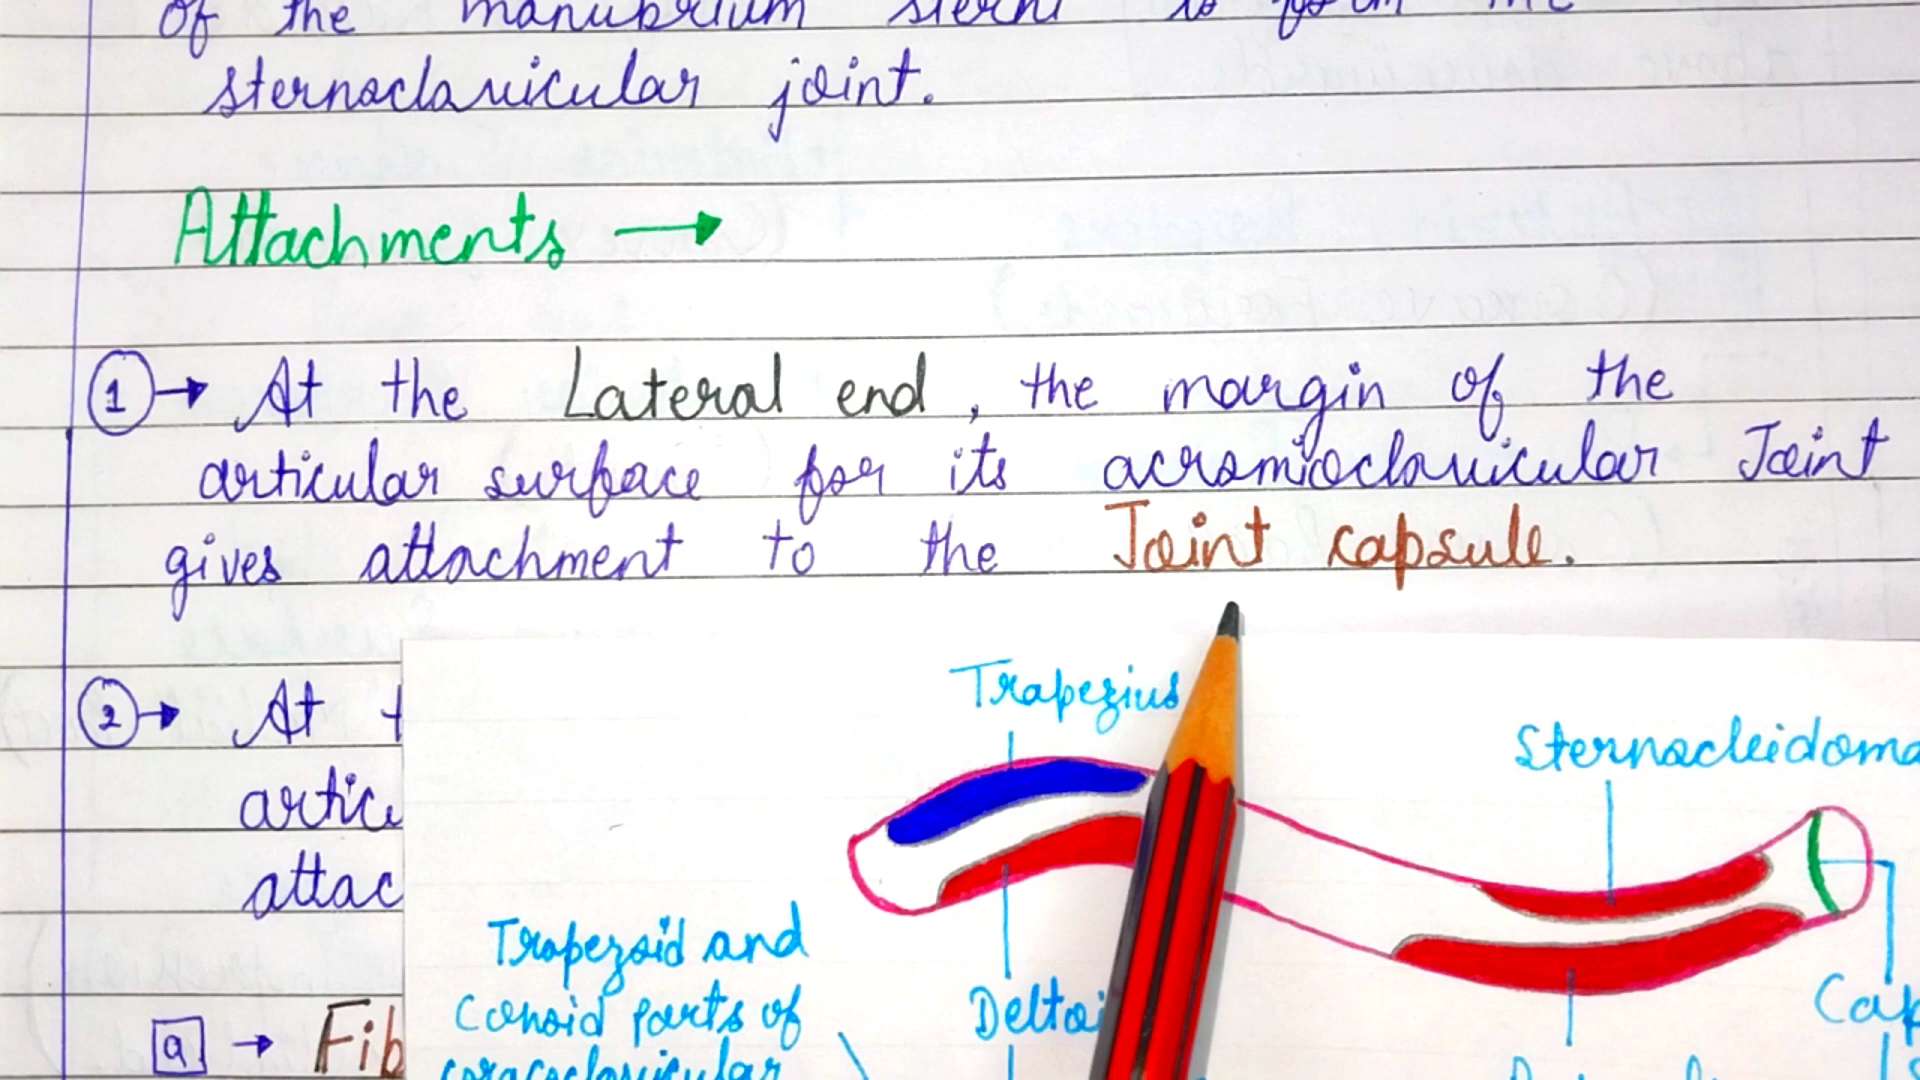 of the manubrium sterni to form the
sternoclavicular joint.
Attachments →
① → At the Lateral end, the margin of the
articular surface for its acromioclavicular Joint
gives attachment to the Joint capsule.
② → At
artic
attac
a → Fib
Trapezius
Sternocleidoma
Trapezoid and
Conoid parts of
coracoclavicular
Deltoi
Cap